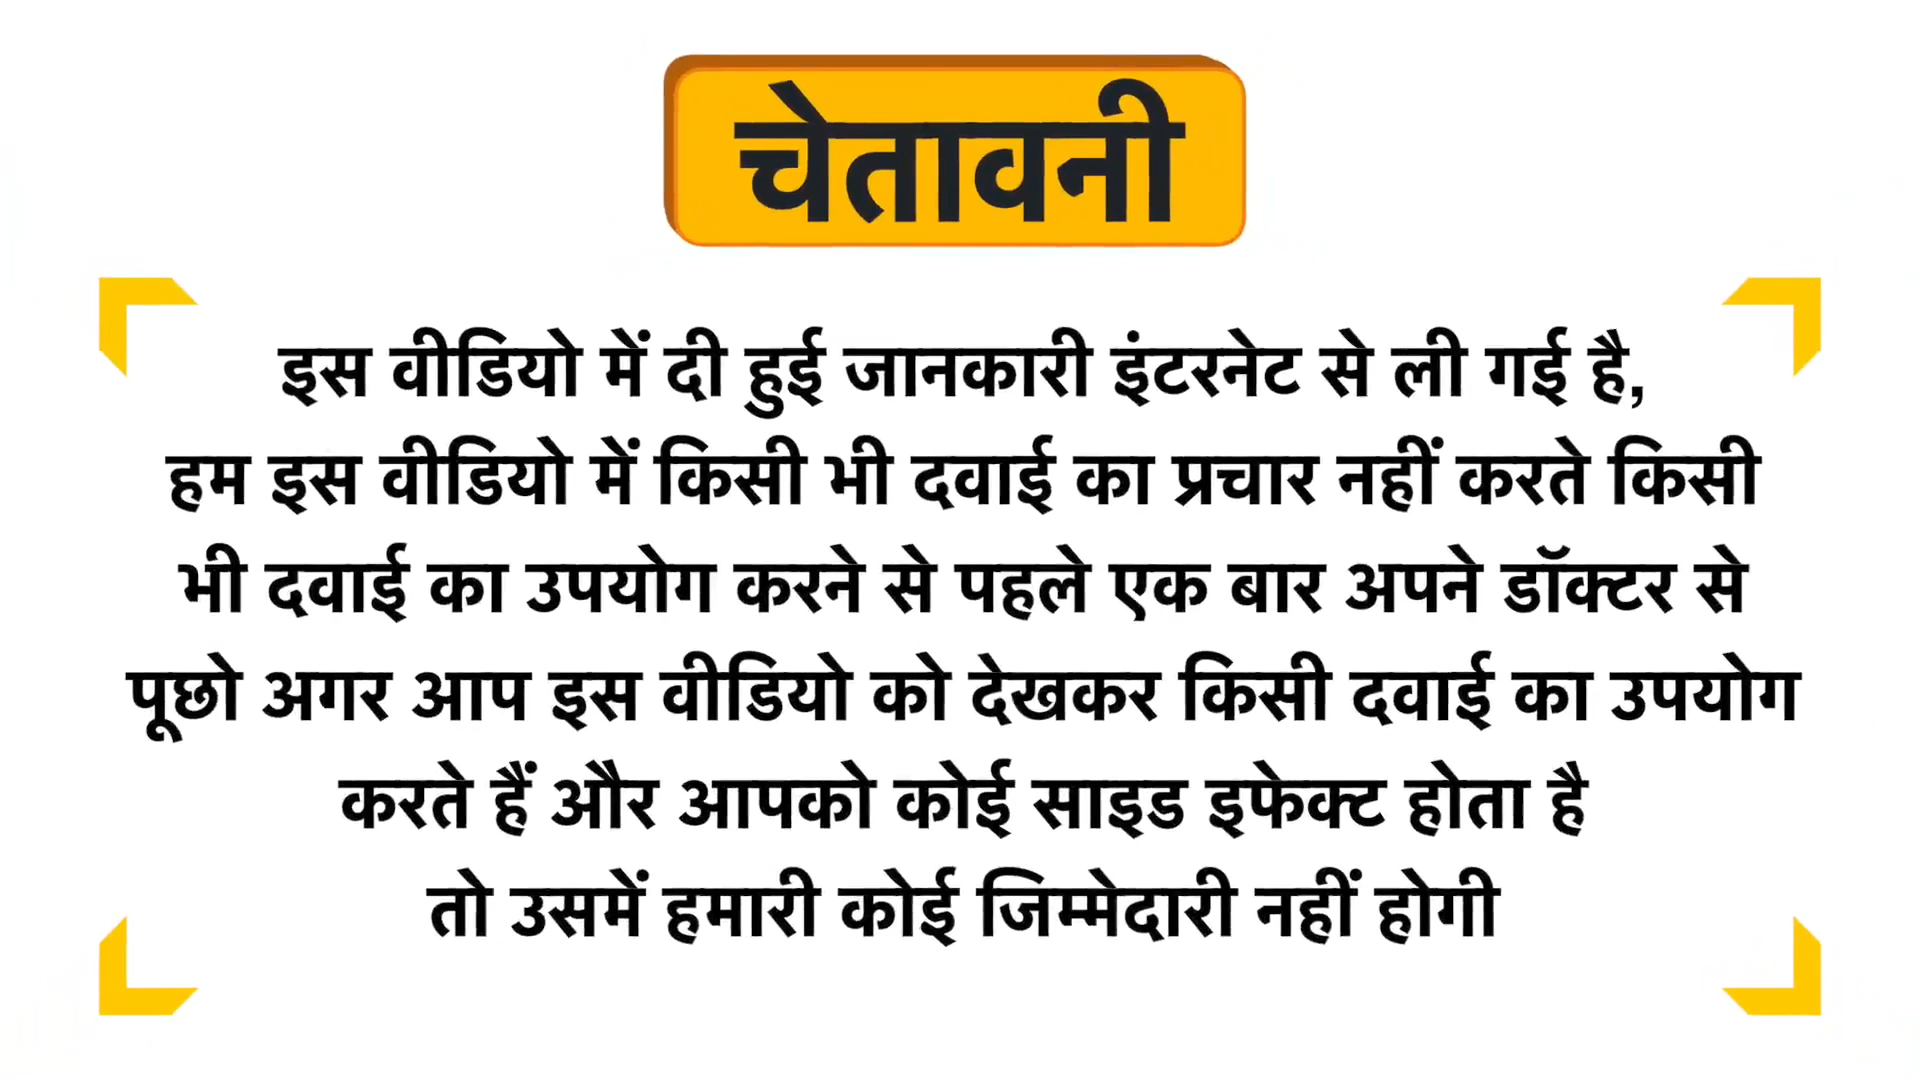 चेतावनी
इस वीडियो में दी हुई जानकारी इंटरनेट से ली गई है,
हम इस वीडियो में किसी भी दवाई का प्रचार नहीं करते किसी
भी दवाई का उपयोग करने से पहले एक बार अपने डॉक्टर से
पूछो अगर आप इस वीडियो को देखकर किसी दवाई का उपयोग
करते हैं और आपको कोई साइड इफेक्ट होता है
तो उसमें हमारी कोई जिम्मेदारी नहीं होगी